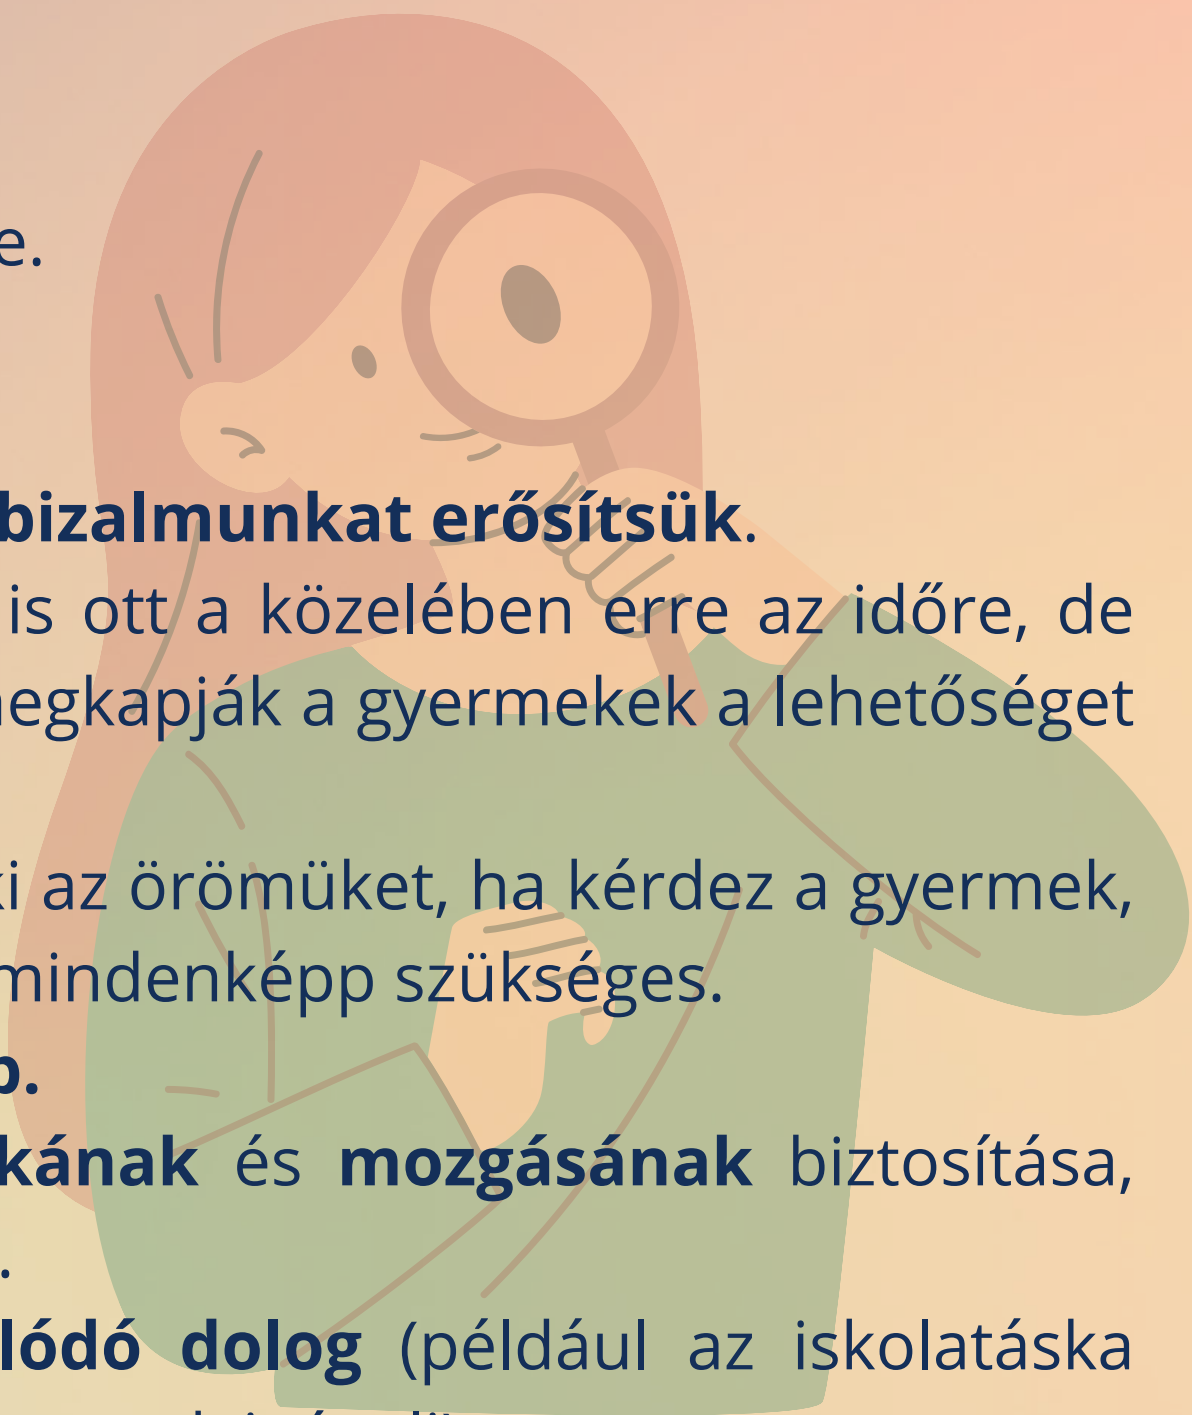 e.
bizalmunkat erősítsük.
is ott a közelében erre az időre, de
egkapják a gyermekek a lehetőséget
ki az örömüket, ha kérdez a gyermek,
mindenképp szükséges.
kának és mozgásának biztosítása,
.
lódó dolog (például az iskolatáska